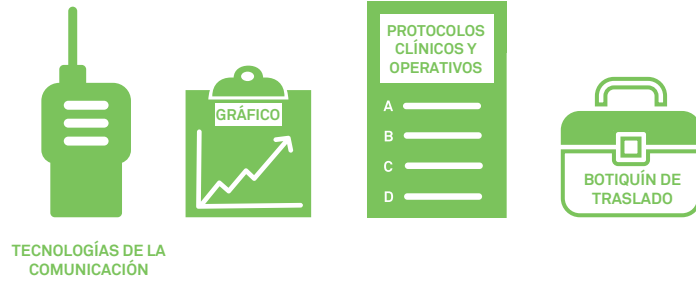 GRÁFICO
PROTOCOLOS
CLÍNICOS Y
OPERATIVOS
A
B
C
D
BOTIQUÍN DE
TRASLADO
TECNOLOGÍAS DE LA
COMUNICACIÓN